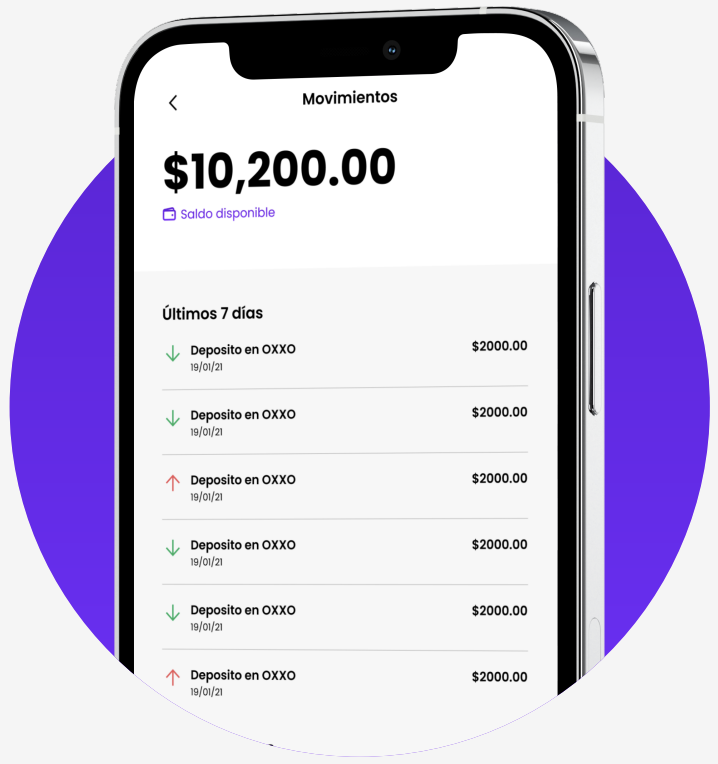 Movimientos
$10,200.00
Saldo disponible
Últimos 7 días
Deposito en OXXO $2000.00
19/01/21
Deposito en OXXO $2000.00
19/01/21
Deposito en OXXO $2000.00
19/01/21
Deposito en OXXO $2000.00
19/01/21
Deposito en OXXO $2000.00
19/01/21
Deposito en OXXO $2000.00
19/01/21